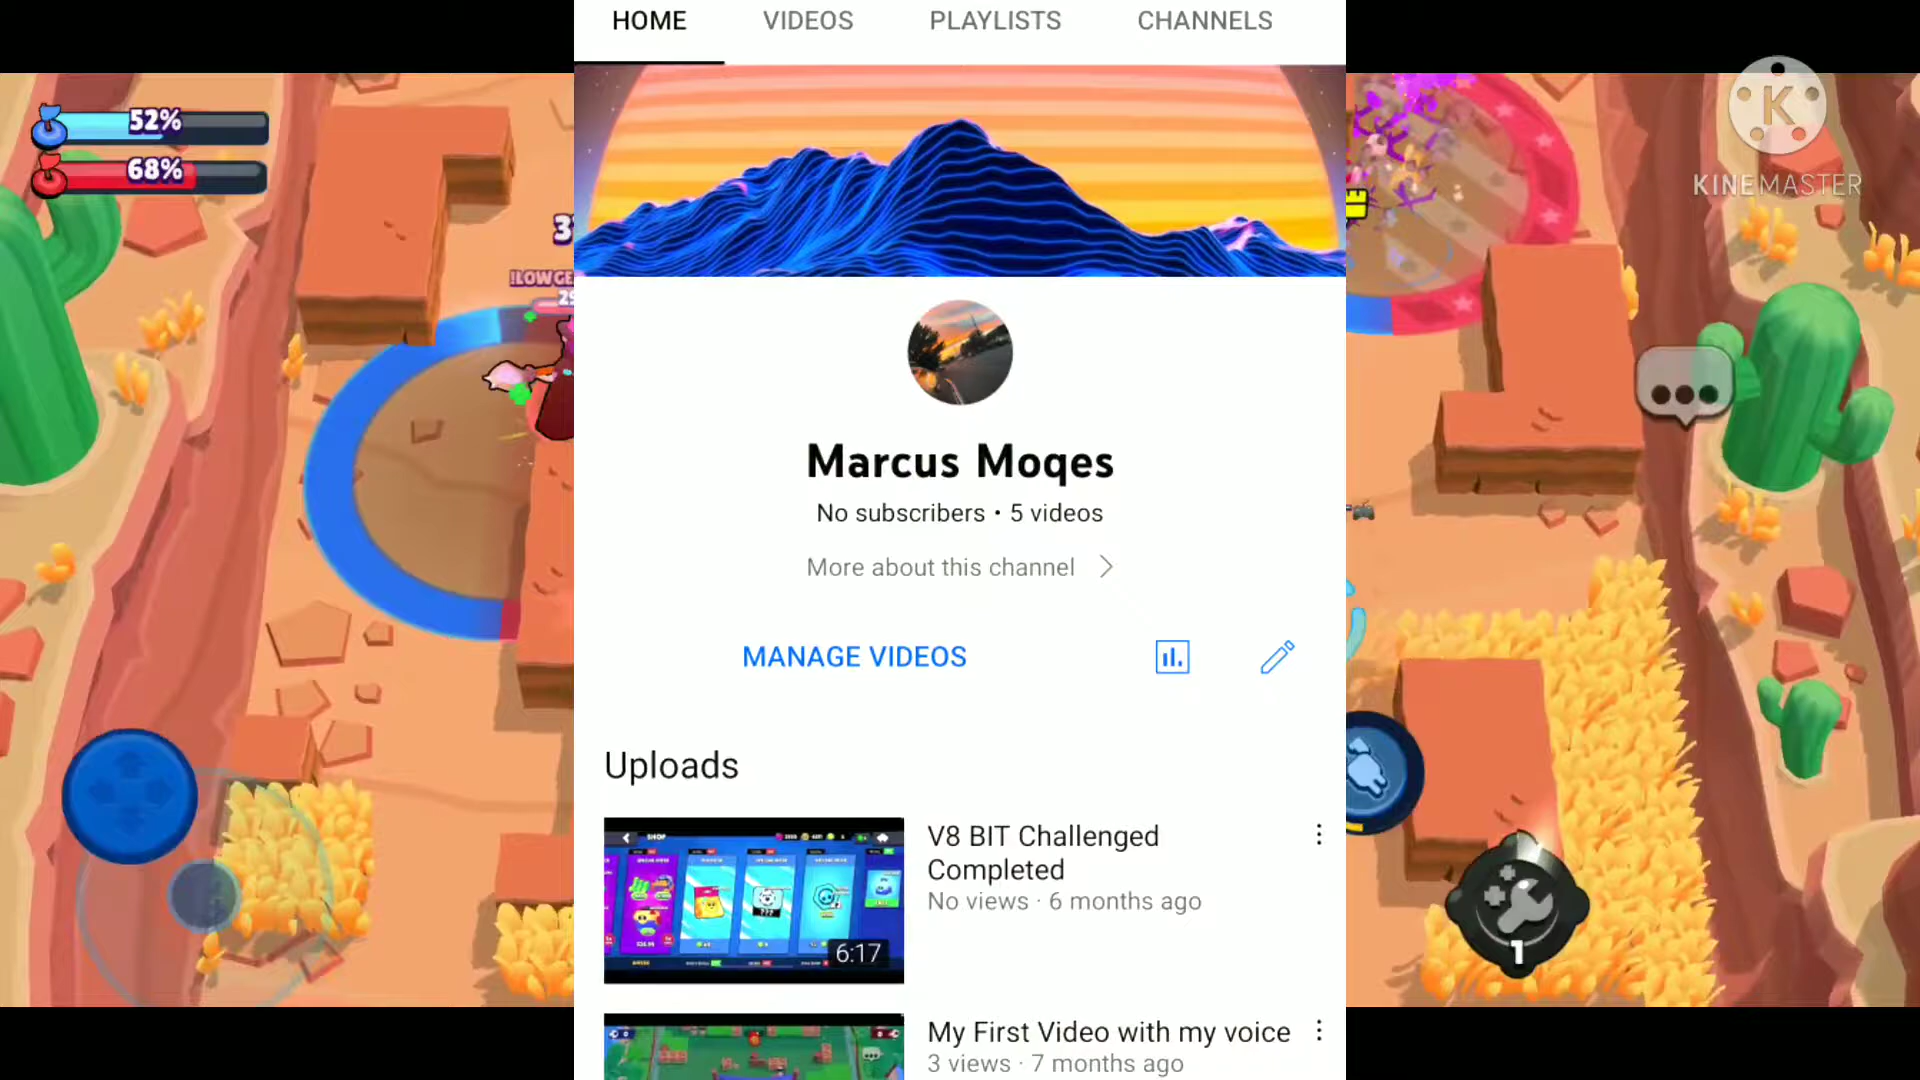 HOME VIDEOS PLAYLISTS CHANNELS
52%
68%
K
KINEMASTER
Marcus Moqes
No subscribers • 5 videos
More about this channel
MANAGE VIDEOS
Uploads
SHOP
6:17
V8 BIT Challenged
Completed
No views · 6 months ago
My First Video with my voice
3 views · 7 months ago
1